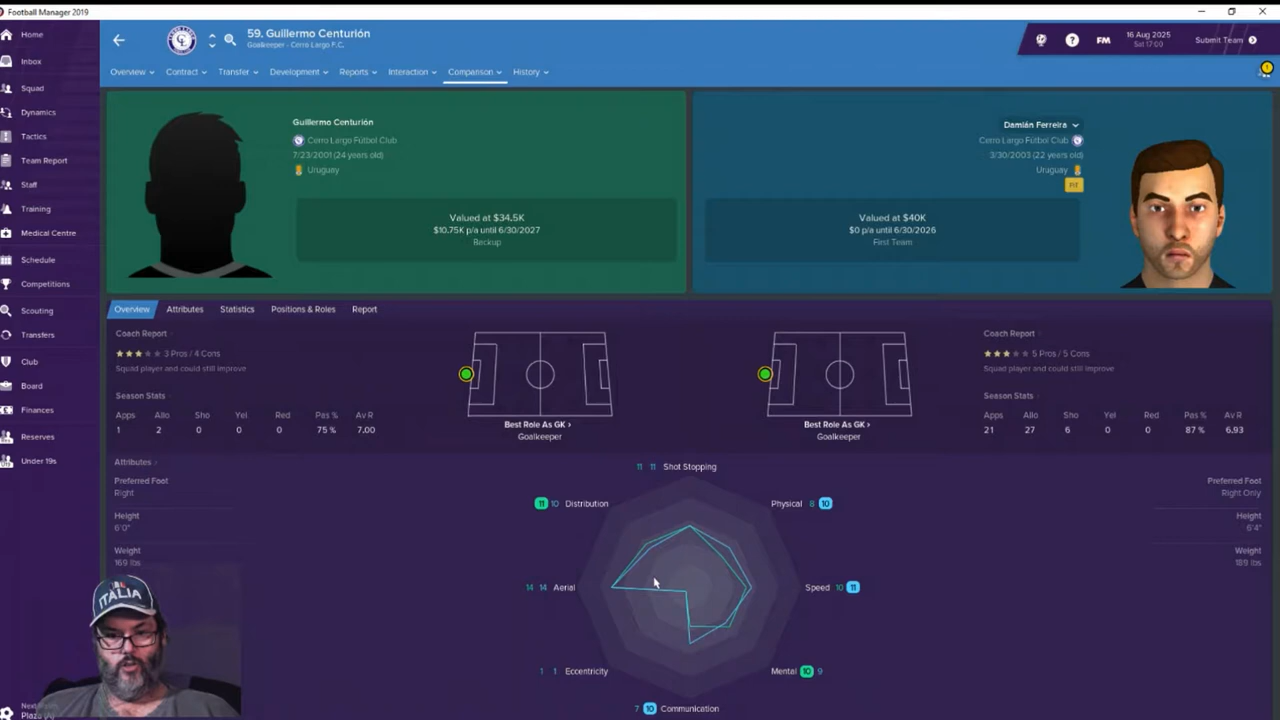 Football Manager 2019
Home
Inbox
Squad
Dynamics
Tactics
Team Report
Staff
Training
Medical Centre
Schedule
Competitions
Scouting
Transfers
Club
Board
Finances
Reserves
Under 19s
59. Guillermo Centurión
Goalkeeper - Cerro Largo F.C.
FM
16 Aug 2025
Sat 17:00
Submit Team
Overview
Contract
Transfer
Development
Reports
Interaction
Comparison
History
Guillermo Centurión
Cerro Largo Fútbol Club
7/23/2001 (24 years old)
Uruguay
Valued at $34.5K
$10.75K p/a until 6/30/2027
Backup
Damián Ferreira
Cerro Largo Fútbol Club
3/30/2003 (22 years old)
Uruguay
Valued at $40K
$0 p/a until 6/30/2026
First Team
Overview
Attributes
Statistics
Positions & Roles
Report
Coach Report
3 Pros / 4 Cons
Squad player and could still improve
Season Stats
Apps Allo Sho Yel Red Pas % Av R
1 2 0 0 0 75 % 7.00
Best Role As GK ›
Goalkeeper
Best Role As GK ›
Goalkeeper
Coach Report
5 Pros / 5 Cons
Squad player and could still improve
Season Stats
Apps Allo Sho Yel Red Pas % Av R
21 27 6 0 0 87 % 6.93
Attributes
Preferred Foot
Right
Height
6'0"
Weight
169 lbs
11 11 Shot Stopping
11 10 Distribution
Physical 8 10
14 14 Aerial
Speed 10 11
1 1 Eccentricity
Mental 10 9
7 10 Communication
Preferred Foot
Right Only
Height
6'4"
Weight
189 lbs
ITALIA